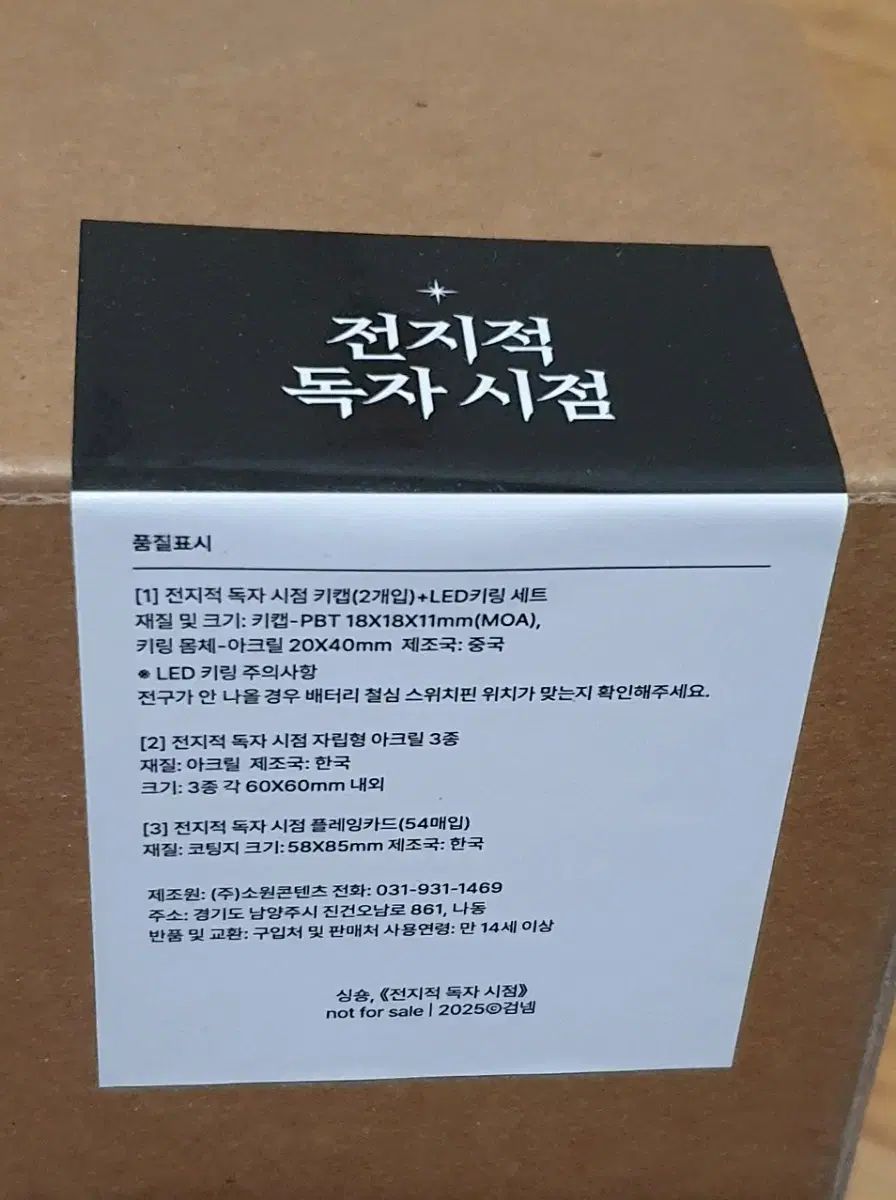 전지적
독자 시점
품질표시
[1] 전지적 독자 시점 키캡(2개입)+LED키링 세트
재질 및 크기: 키캡-PBT 18X18X11mm(MOA),
키링 몸체-아크릴 20X40mm 제조국: 중국
※ LED 키링 주의사항
전구가 안 나올 경우 배터리 철심 스위치핀 위치가 맞는지 확인해주세요.
[2] 전지적 독자 시점 자립형 아크릴 3종
재질: 아크릴 제조국: 한국
크기: 3종 각 60X60mm 내외
[3] 전지적 독자 시점 플레잉카드(54매입)
재질: 코팅지 크기: 58X85mm 제조국: 한국
제조원: (주)소원콘텐츠 전화: 031-931-1469
주소: 경기도 남양주시 진건오남로 861, 나동
반품 및 교환: 구입처 및 판매처 사용연령: 만 14세 이상
싱숑, 《전지적 독자 시점》
not for sale | 2025©검넴